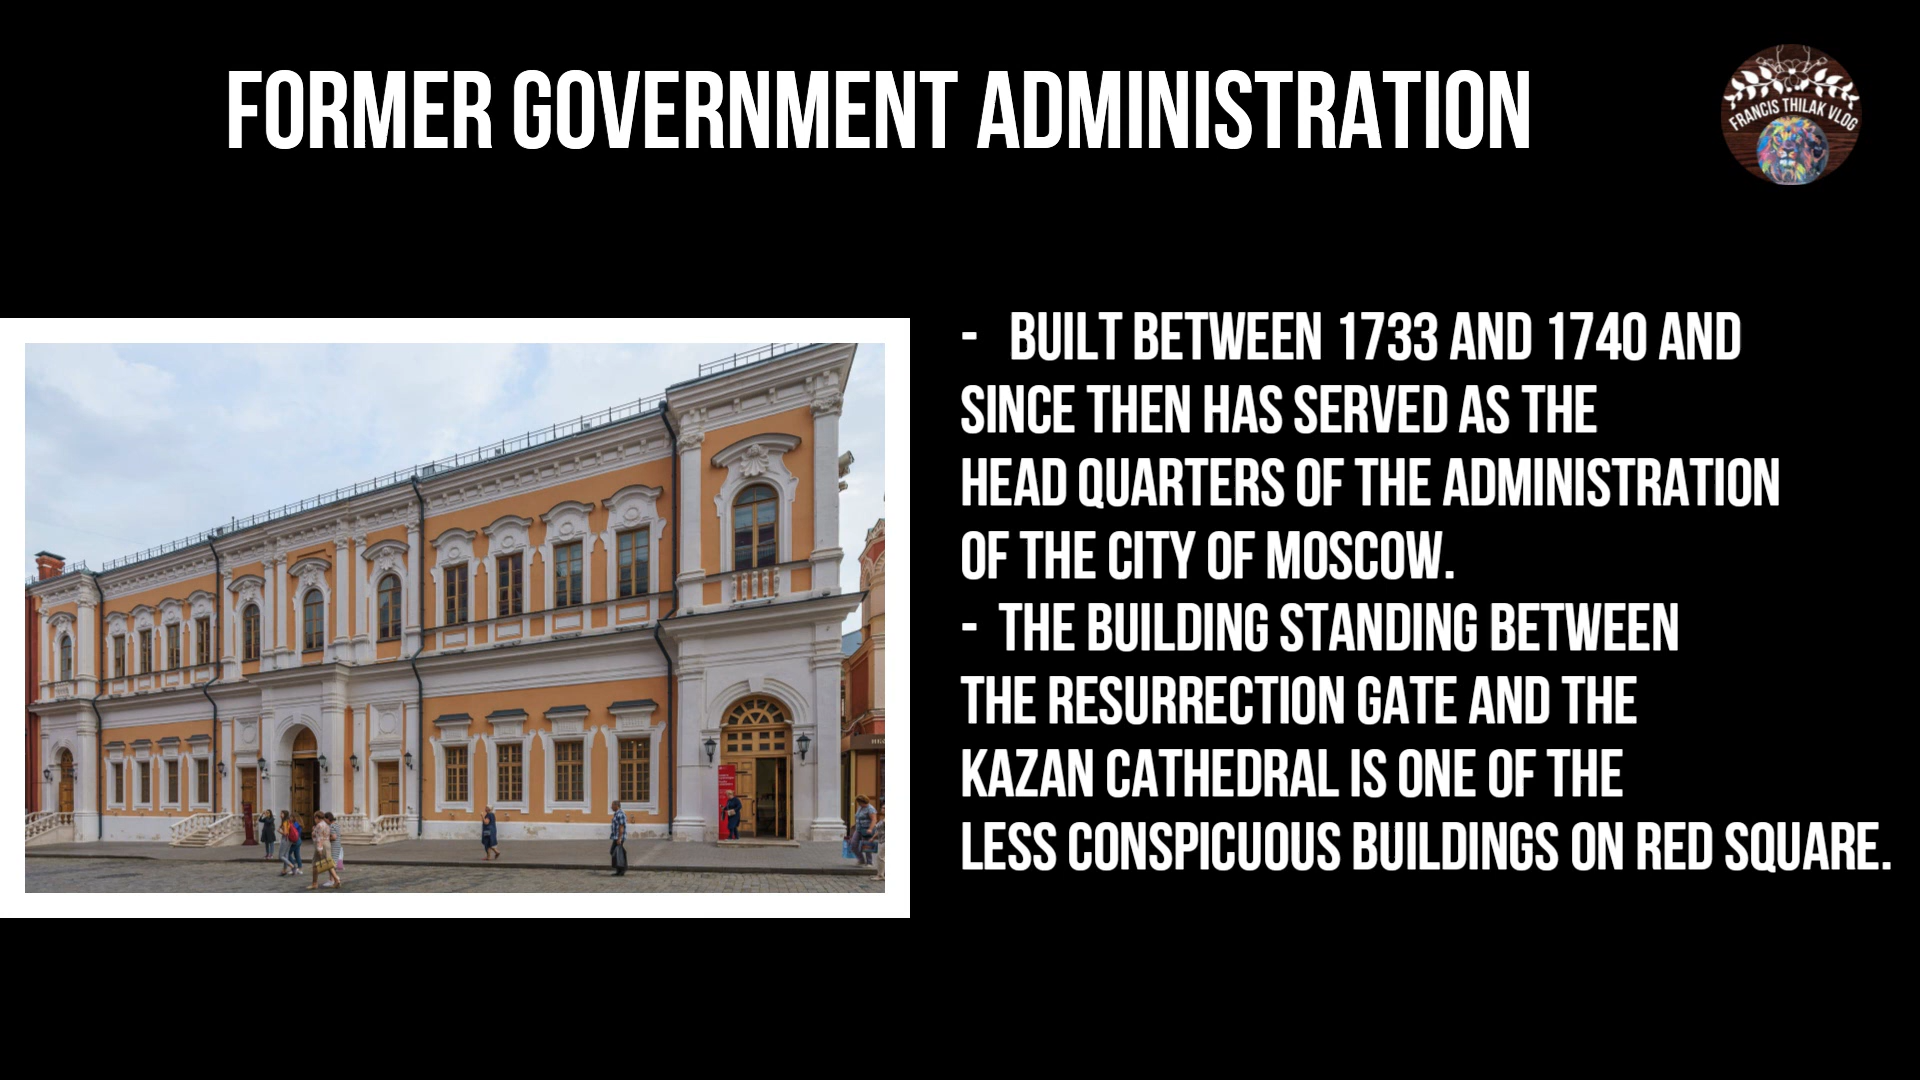 FORMER GOVERNMENT ADMINISTRATION
FRANCIS THILAK VLOG
- BUILT BETWEEN 1733 AND 1740 AND
SINCE THEN HAS SERVED AS THE
HEAD QUARTERS OF THE ADMINISTRATION
OF THE CITY OF MOSCOW.
- THE BUILDING STANDING BETWEEN
THE RESURRECTION GATE AND THE
KAZAN CATHEDRAL IS ONE OF THE
LESS CONSPICUOUS BUILDINGS ON RED SQUARE.